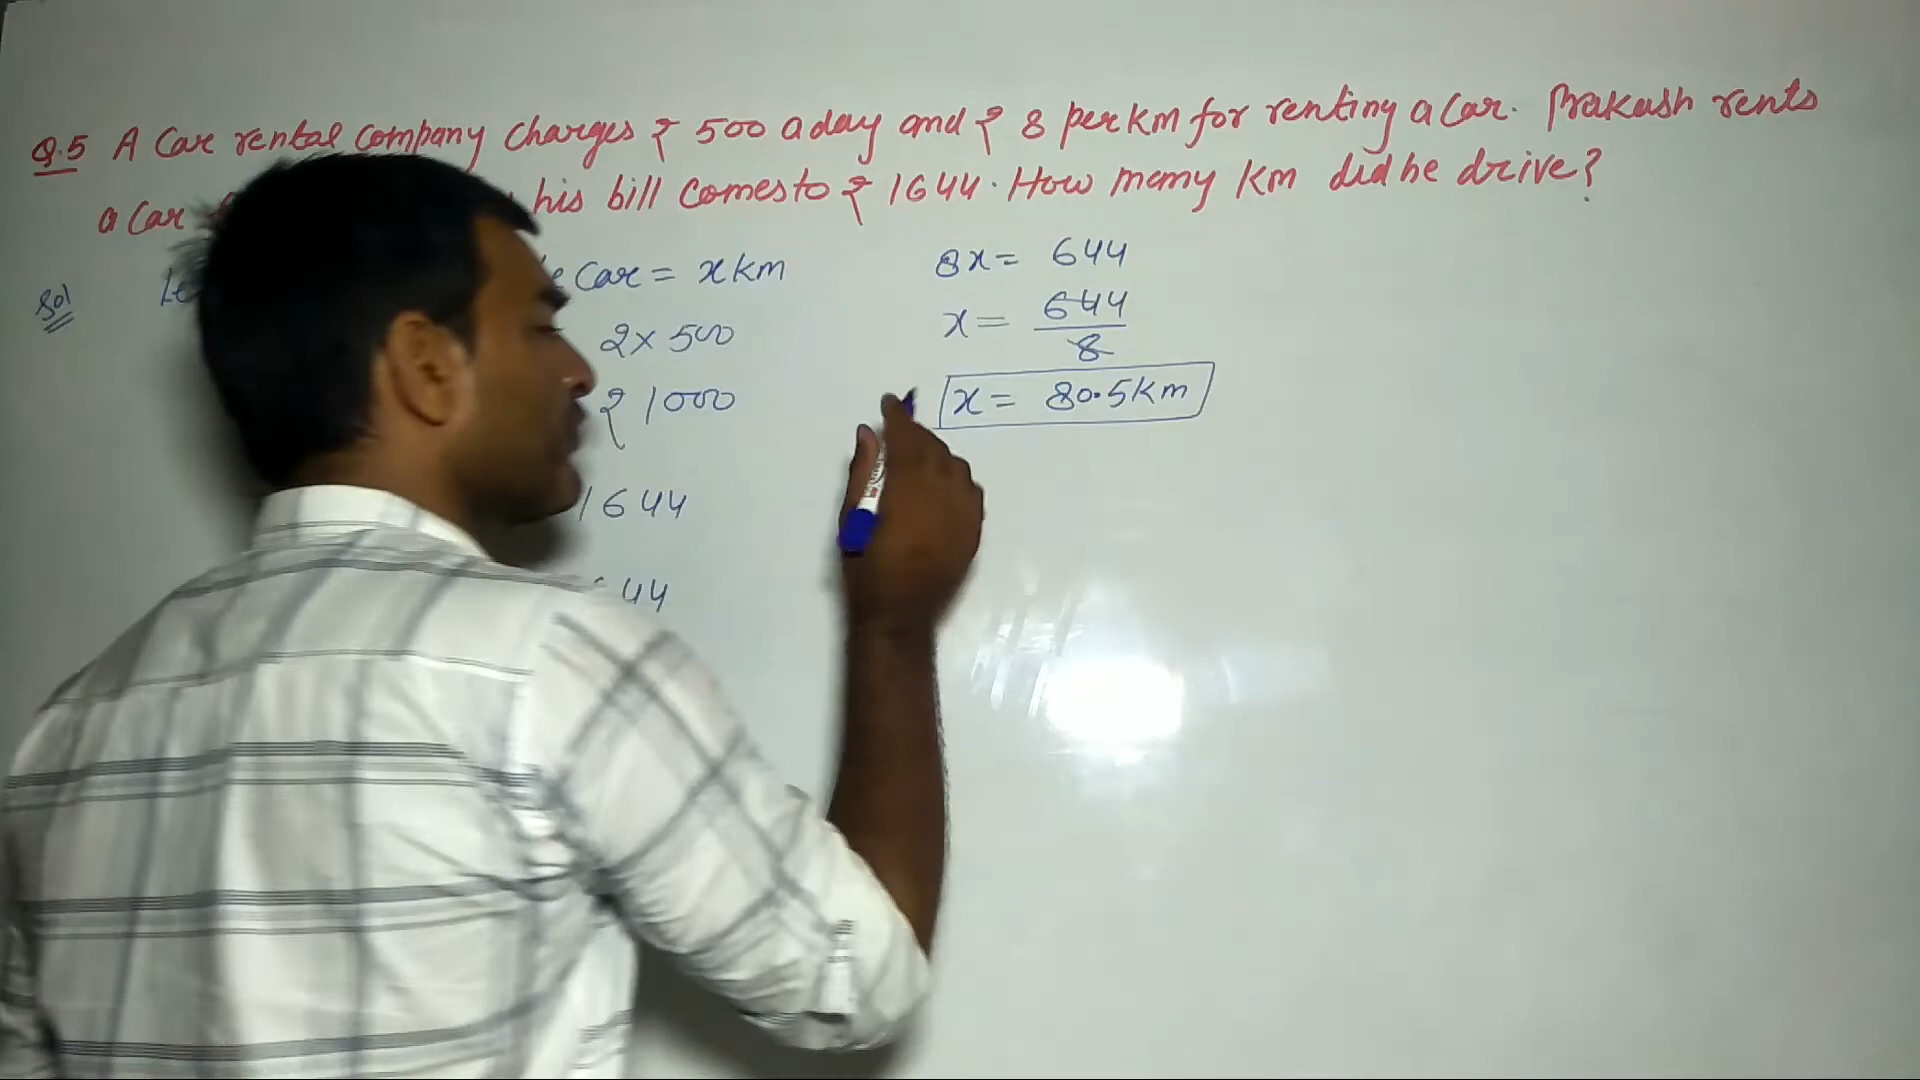 Q.5 A Car rental Company Charges ₹ 500 a day and ₹ 8 per km for renting a Car. Prakash rents
a Car his bill Comes to ₹ 1644. How many Km did he drive?
Sol Car = x km
2 x 500
₹ 1000
1644
44
8x = 644
x = 644
8
x = 80.5 km